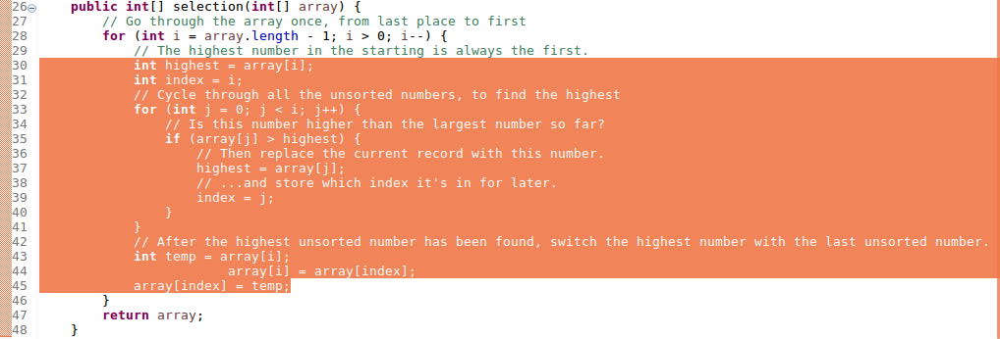 26 public int[] selection(int[] array) {
27 // Go through the array once, from last place to first
28 for (int i = array.length - 1; i > 0; i--) {
29 // The highest number in the starting is always the first.
30 int highest = array[i];
31 int index = i;
32 // Cycle through all the unsorted numbers, to find the highest
33 for (int j = 0; j < i; j++) {
34 // Is this number higher than the largest number so far?
35 if (array[j] > highest) {
36 // Then replace the current record with this number.
37 highest = array[j];
38 // ...and store which index it's in for later.
39 index = j;
40 }
41 }
42 // After the highest unsorted number has been found, switch the highest number with the last unsorted number.
43 int temp = array[i];
44 array[i] = array[index];
45 array[index] = temp;
46 }
47 return array;
48 }